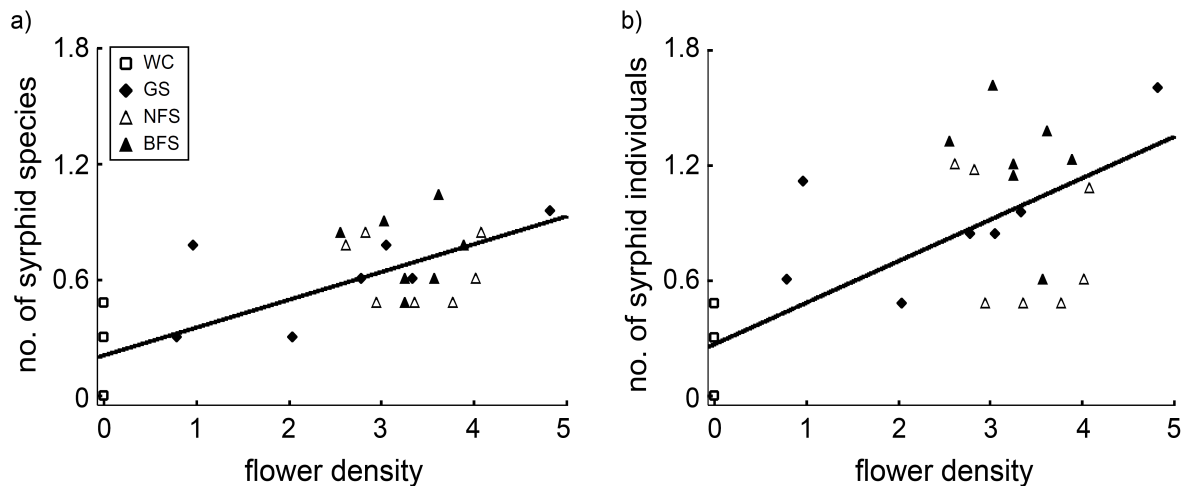 a)
no. of syrphid species
1.8
1.2
0.6
0
WC
GS
NFS
BFS
0 1 2 3 4 5
flower density
b)
no. of syrphid individuals
1.8
1.2
0.6
0
0 1 2 3 4 5
flower density